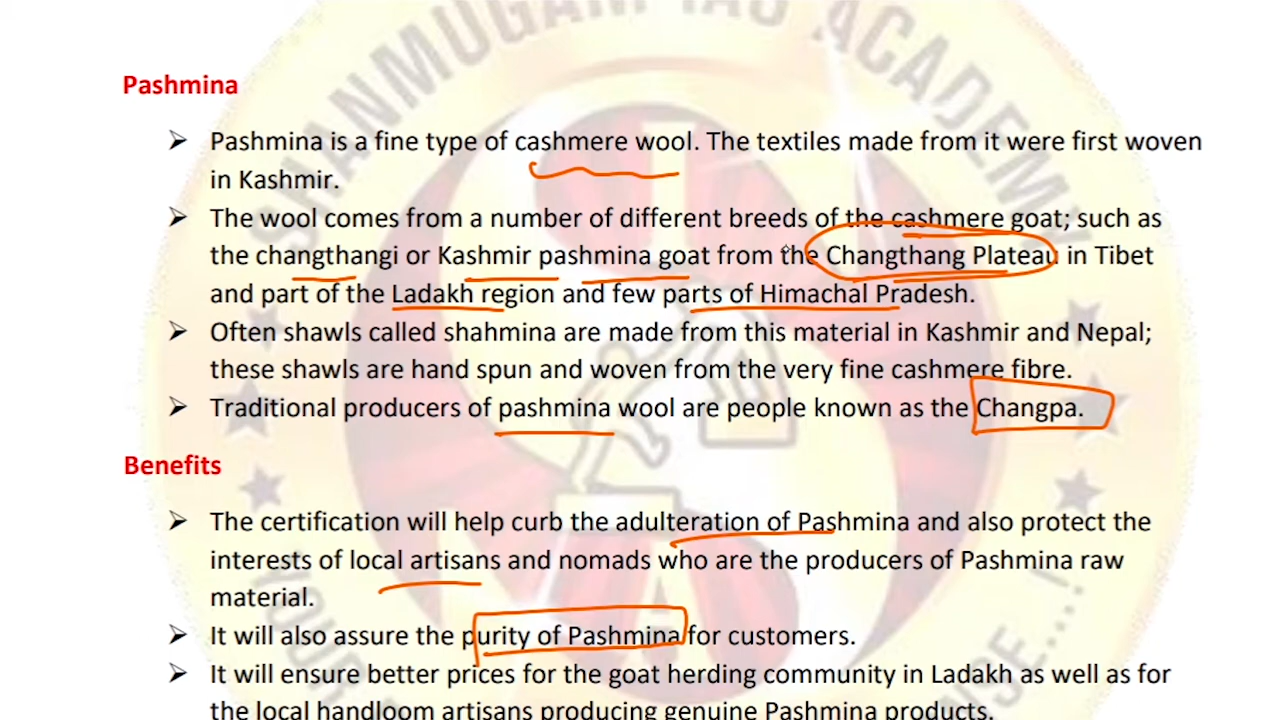 SHANMUGAM IAS ACADEMY
Pashmina
➢ Pashmina is a fine type of cashmere wool. The textiles made from it were first woven
in Kashmir.
➢ The wool comes from a number of different breeds of the cashmere goat; such as
the changthangi or Kashmir pashmina goat from the Changthang Plateau in Tibet
and part of the Ladakh region and few parts of Himachal Pradesh.
➢ Often shawls called shahmina are made from this material in Kashmir and Nepal;
these shawls are hand spun and woven from the very fine cashmere fibre.
➢ Traditional producers of pashmina wool are people known as the Changpa.
Benefits
➢ The certification will help curb the adulteration of Pashmina and also protect the
interests of local artisans and nomads who are the producers of Pashmina raw
material.
➢ It will also assure the purity of Pashmina for customers.
➢ It will ensure better prices for the goat herding community in Ladakh as well as for
the local handloom artisans producing genuine Pashmina products.